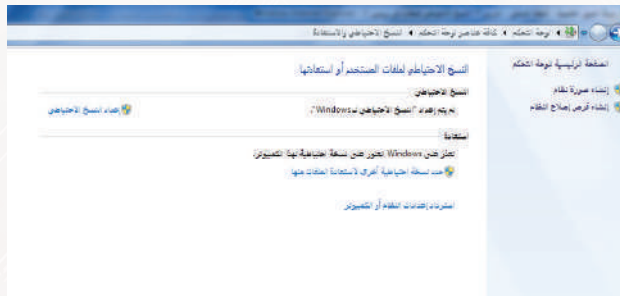 لوحة التحكم ◂ كافة عناصر لوحة التحكم ◂ النسخ الاحتياطي والاستعادة
الصفحة الرئيسية للوحة التحكم
إنشاء صورة نظام
إنشاء قرص إصلاح النظام
النسخ الاحتياطي لملفات المستخدم أو استعادتها
النسخ الاحتياطي
لم يتم إعداد "النسخ الاحتياطي لـ Windows".
إعداد النسخ الاحتياطي
استعادة
تعذر على Windows العثور على نسخة احتياطية لهذا الكمبيوتر.
حدد نسخة احتياطية أخرى لاستعادة الملفات منها
استرداد إعدادات النظام أو الكمبيوتر